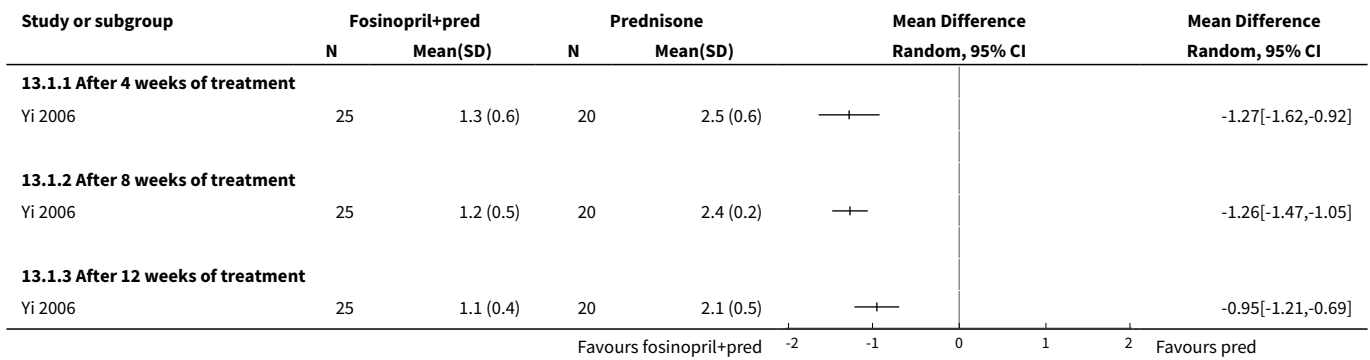 Study or subgroup Fosinopril+pred Prednisone Mean Difference Mean Difference
N Mean(SD) N Mean(SD) Random, 95% CI Random, 95% CI
13.1.1 After 4 weeks of treatment
Yi 2006 25 1.3 (0.6) 20 2.5 (0.6) -1.27[-1.62,-0.92]
13.1.2 After 8 weeks of treatment
Yi 2006 25 1.2 (0.5) 20 2.4 (0.2) -1.26[-1.47,-1.05]
13.1.3 After 12 weeks of treatment
Yi 2006 25 1.1 (0.4) 20 2.1 (0.5) -0.95[-1.21,-0.69]
Favours fosinopril+pred -2 -1 0 1 2 Favours pred